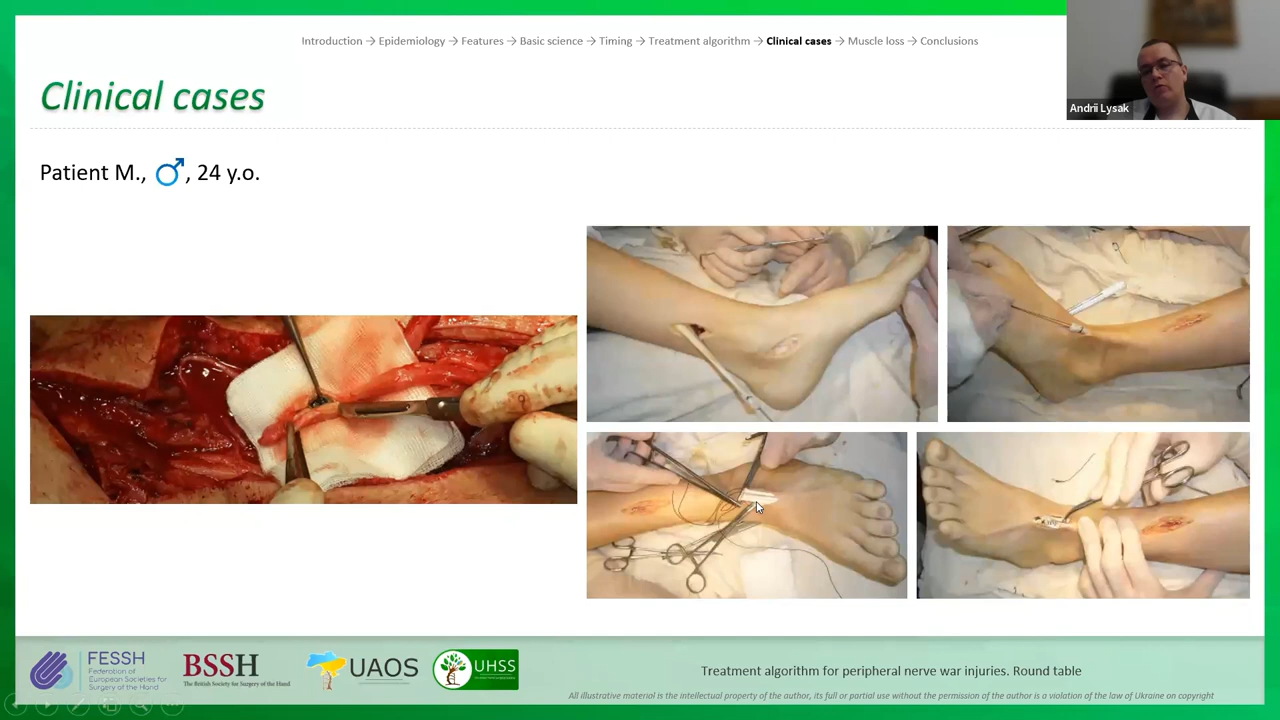 Introduction → Epidemiology → Features → Basic science → Timing → Treatment algorithm → Clinical cases → Muscle loss → Conclusions
Andrii Lysak
Clinical cases
Patient M., ♂, 24 y.o.
FESSH
Federation of
European Societies for
Surgery of the Hand
BSSH
The British Society for Surgery of the Hand
UAOS
UHSS
Treatment algorithm for peripheral nerve war injuries. Round table
All illustrative material is the intellectual property of the author, its full or partial use without the permission of the author is a violation of the law of Ukraine on copyright